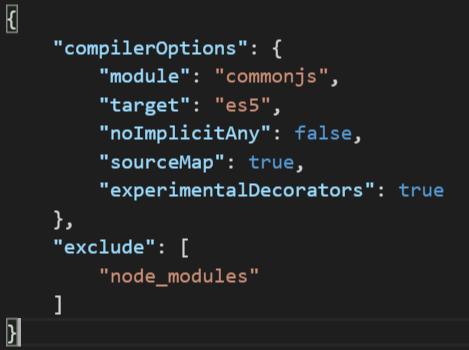 {
    "compilerOptions": {
        "module": "commonjs",
        "target": "es5",
        "noImplicitAny": false,
        "sourceMap": true,
        "experimentalDecorators": true
    },
    "exclude": [
        "node_modules"
    ]
}